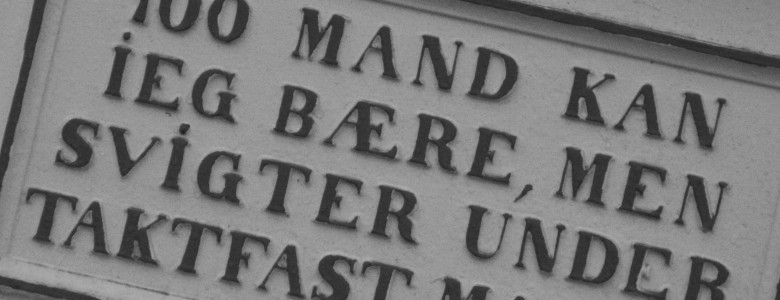 100 MAND KAN
IEG BÆRE, MEN
SVIGTER UNDER
TAKTFAST